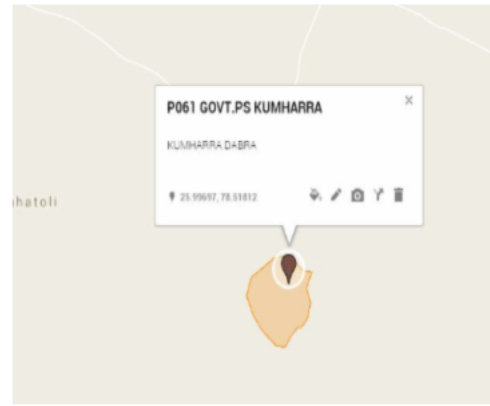 P061 GOVT.PS KUMHARRA
KUMHARRA DABRA
25.99697, 78.51812
hatoli